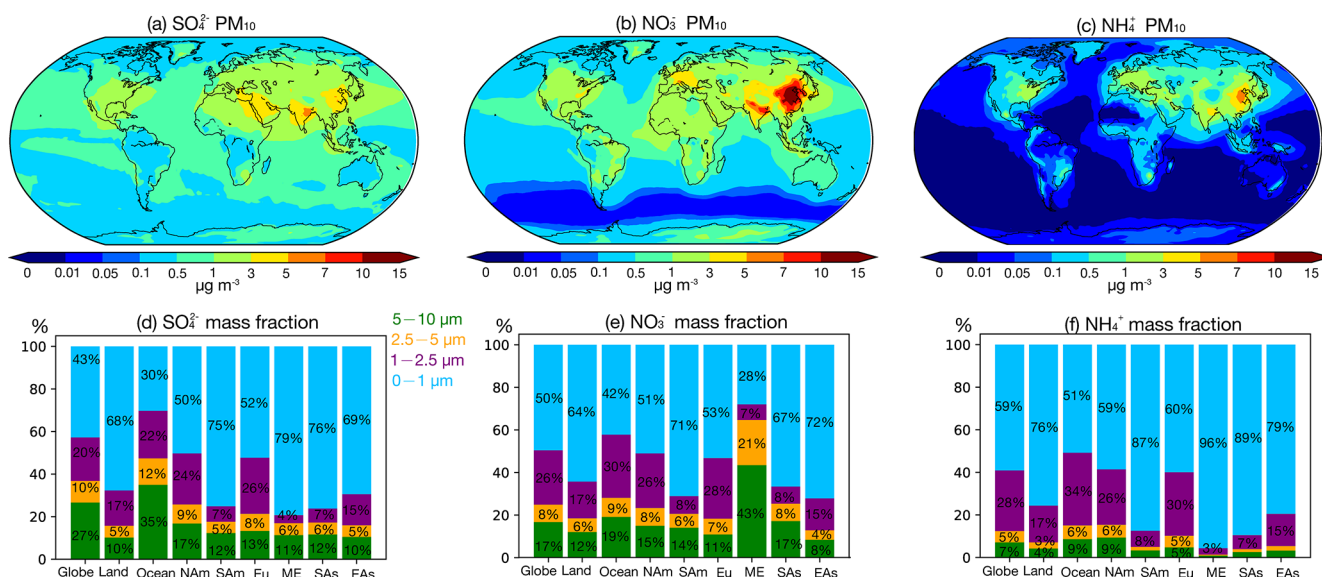 (a) SO₄²⁻ PM₁₀
(b) NO₃⁻ PM₁₀
(c) NH₄⁺ PM₁₀
0 0.01 0.05 0.1 0.5 1 3 5 7 10 15
µg m⁻³
0 0.01 0.05 0.1 0.5 1 3 5 7 10 15
µg m⁻³
0 0.01 0.05 0.1 0.5 1 3 5 7 10 15
µg m⁻³
(d) SO₄²⁻ mass fraction
%
100
80
60
40
20
0
43% 20% 10% 27%
68% 17% 5% 10%
30% 22% 12% 35%
50% 24% 9% 17%
75% 7% 5% 12%
52% 26% 8% 13%
79% 4% 6% 11%
76% 7% 6% 12%
69% 15% 5% 10%
Globe Land Ocean NAm SAm Eu ME SAs EAs
5—10 µm
2.5—5 µm
1—2.5 µm
0—1 µm
(e) NO₃⁻ mass fraction
%
100
80
60
40
20
0
50% 26% 8% 17%
64% 17% 6% 12%
42% 30% 9% 19%
51% 26% 8% 15%
71% 8% 6% 14%
53% 28% 7% 11%
28% 7% 21% 43%
67% 8% 8% 17%
72% 15% 4% 8%
Globe Land Ocean NAm SAm Eu ME SAs EAs
(f) NH₄⁺ mass fraction
%
100
80
60
40
20
0
59% 28% 5% 7%
76% 17% 3% 4%
51% 34% 6% 9%
59% 26% 6% 9%
87% 8%
60% 30% 5% 5%
96% 3%
89% 7%
79% 15%
Globe Land Ocean NAm SAm Eu ME SAs EAs